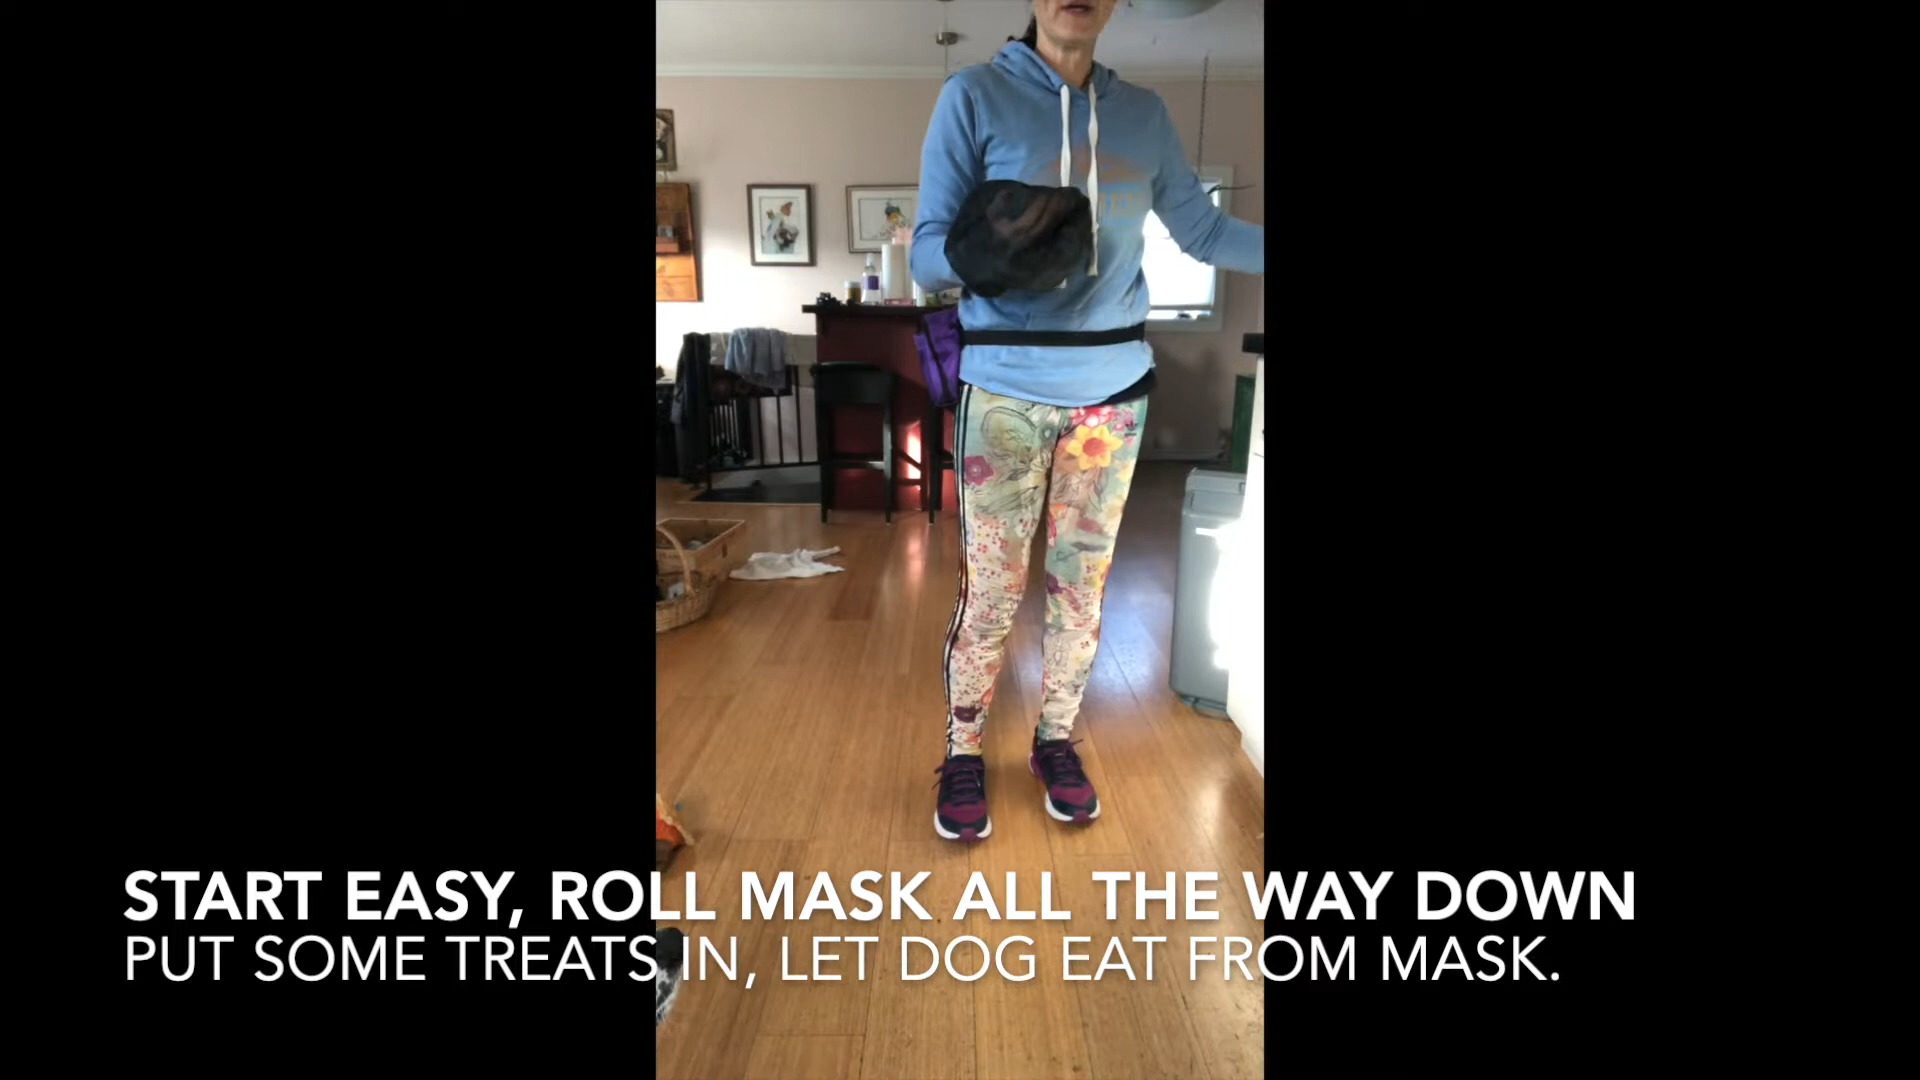 START EASY, ROLL MASK ALL THE WAY DOWN
PUT SOME TREATS IN, LET DOG EAT FROM MASK.